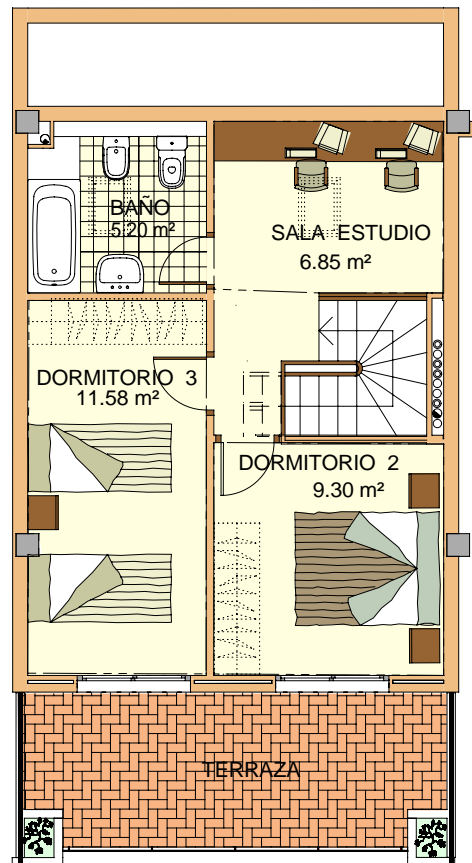 BAÑO
5.20 m²
SALA ESTUDIO
6.85 m²
DORMITORIO 3
11.58 m²
DORMITORIO 2
9.30 m²
TERRAZA